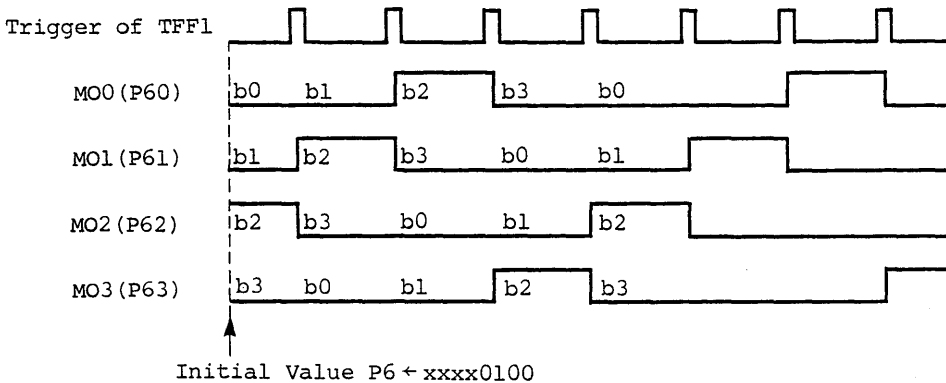 Trigger of TFF1
MO0(P60) b0 b1 b2 b3 b0
MO1(P61) b1 b2 b3 b0 b1
MO2(P62) b2 b3 b0 b1 b2
MO3(P63) b3 b0 b1 b2 b3
Initial Value P6←xxxx0100